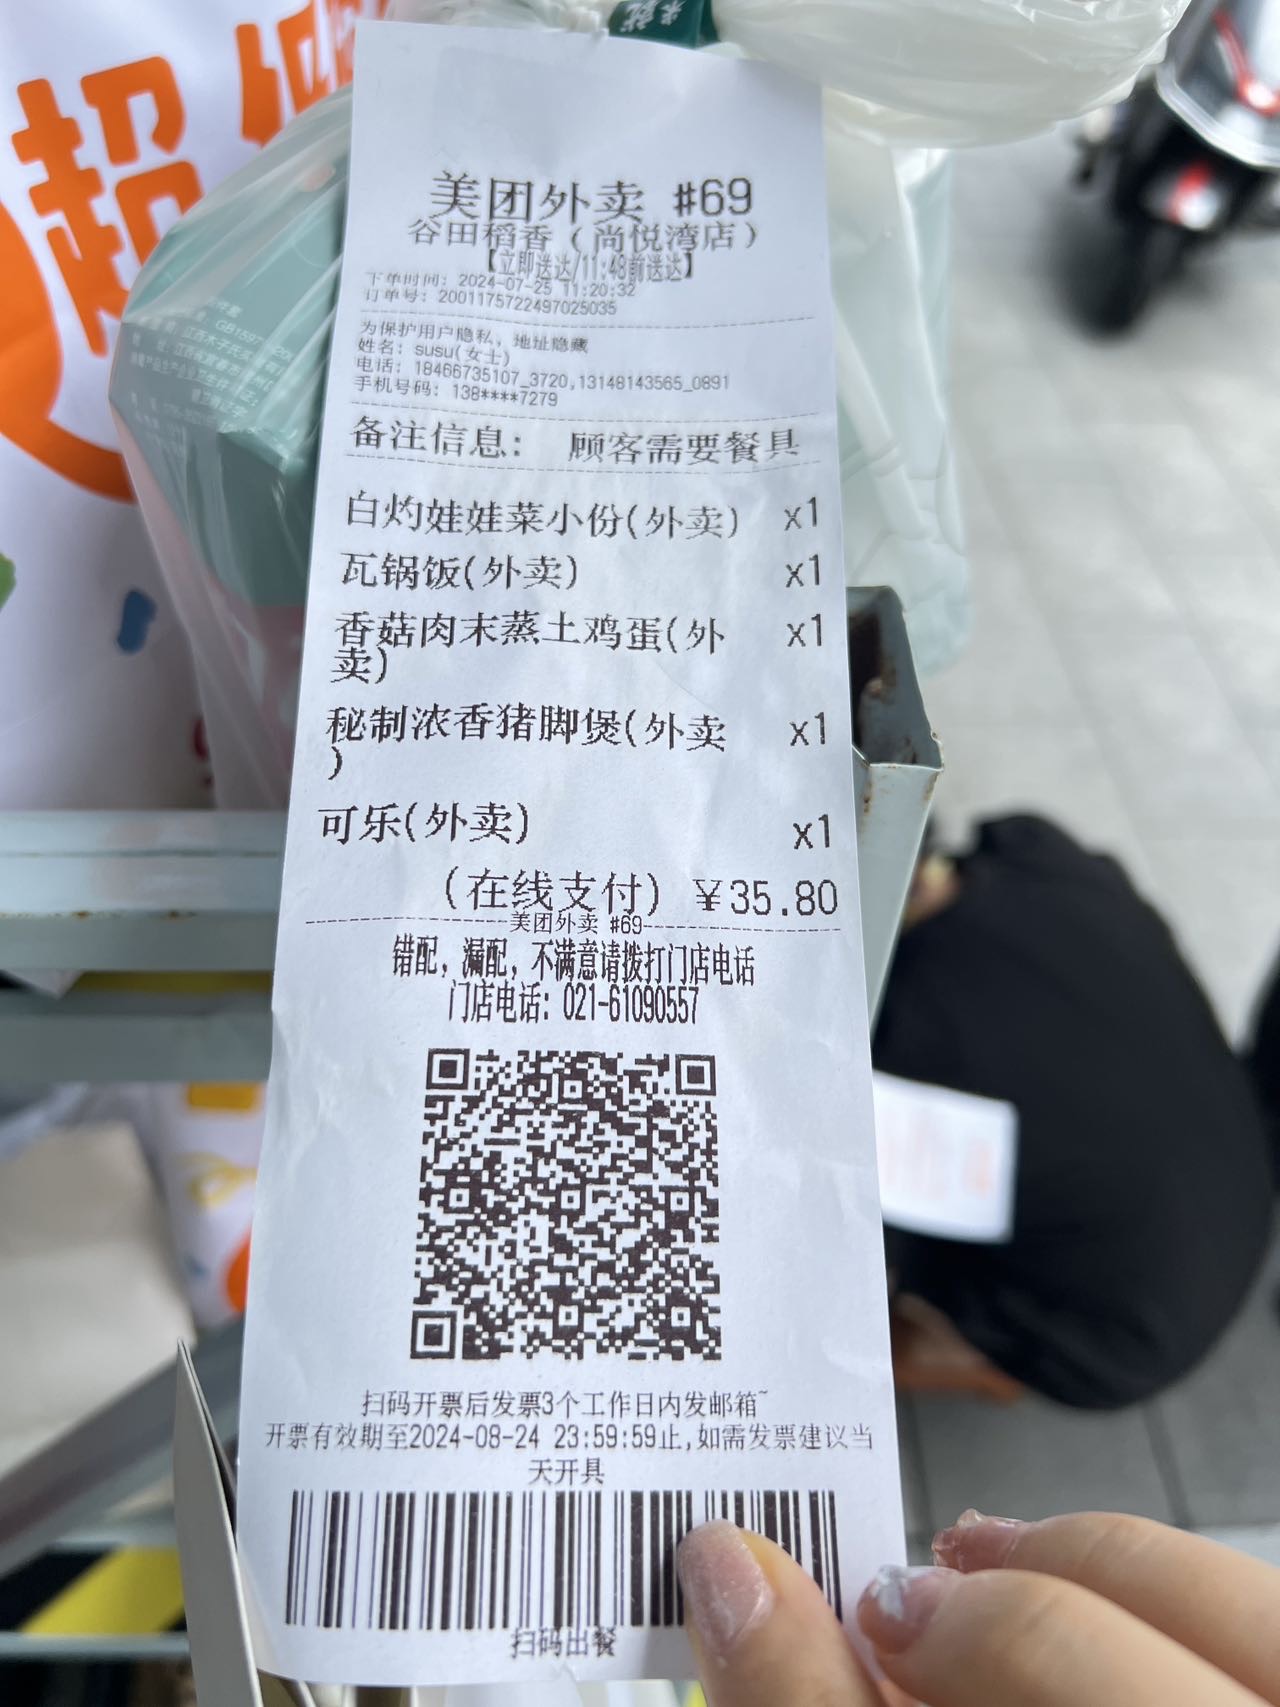 超低
美团外卖 #69
谷田稻香（尚悦湾店）
【立即送达/11:48前送达】
下单时间: 2024-07-25 11:20:32
订单号: 2001175722497025035
为保护用户隐私, 地址隐藏
姓名: susu(女士)
电话: 18466735107_3720,13148143565_0891
手机号码: 138****7279
备注信息: 顾客需要餐具
白灼娃娃菜小份(外卖) x1
瓦锅饭(外卖) x1
香菇肉末蒸土鸡蛋(外 x1
卖)
秘制浓香猪脚煲(外卖 x1
)
可乐(外卖) x1
(在线支付) ￥35.80
美团外卖 #69
错配, 漏配, 不满意请拨打门店电话
门店电话: 021-61090557
扫码开票后发票3个工作日内发邮箱~
开票有效期至2024-08-24 23:59:59止,如需发票建议当
天开具
扫码出餐